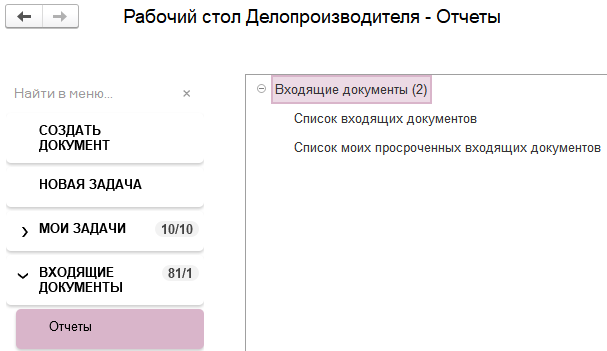 Рабочий стол Делопроизводителя - Отчеты
Найти в меню... ×
СОЗДАТЬ
ДОКУМЕНТ
НОВАЯ ЗАДАЧА
МОИ ЗАДАЧИ 10/10
ВХОДЯЩИЕ 81/1
ДОКУМЕНТЫ
Отчеты
Входящие документы (2)
Список входящих документов
Список моих просроченных входящих документов